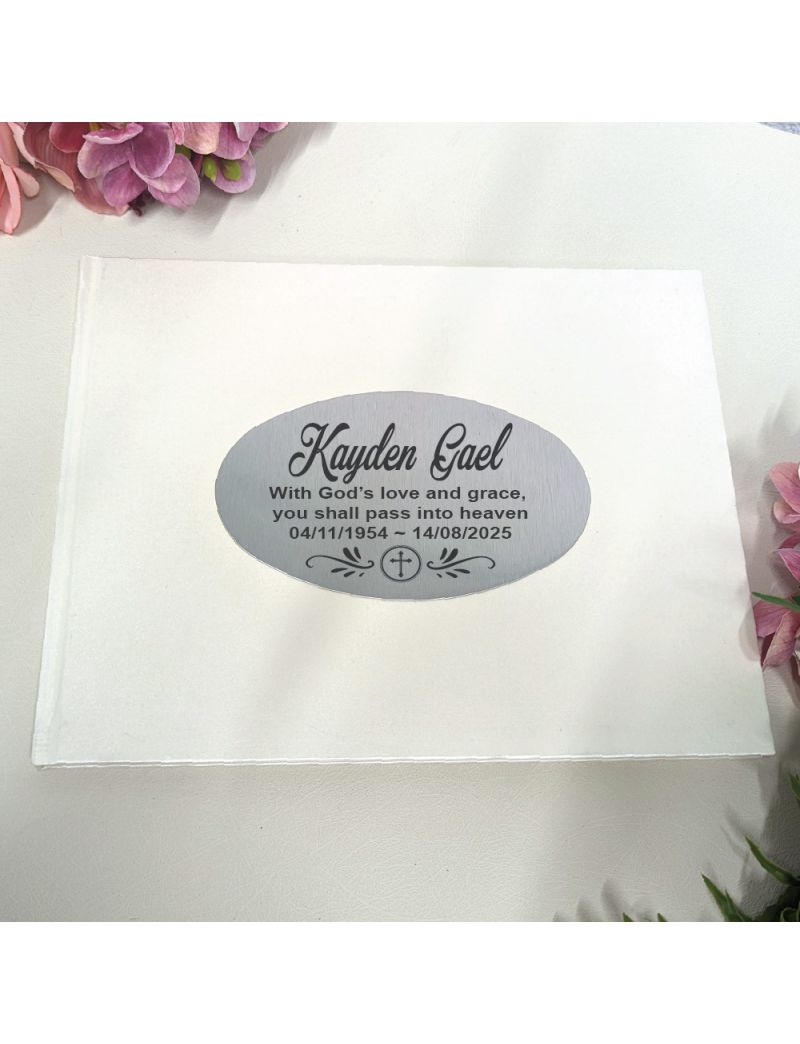 Kayden Gael
With God’s love and grace,
you shall pass into heaven
04/11/1954 ~ 14/08/2025